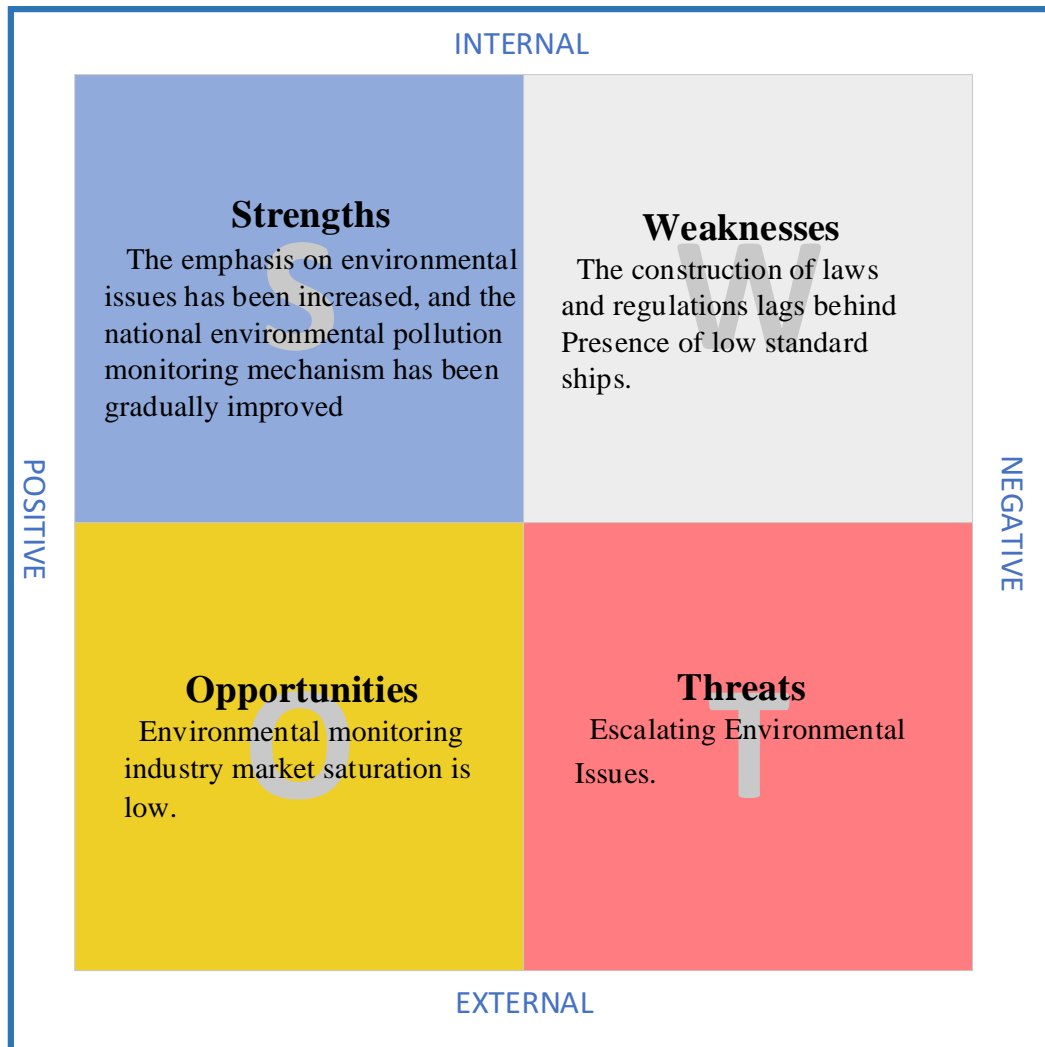 INTERNAL
Strengths
S
The emphasis on environmental
issues has been increased, and the
national environmental pollution
monitoring mechanism has been
gradually improved
Weaknesses
W
The construction of laws
and regulations lags behind
Presence of low standard
ships.
POSITIVE
NEGATIVE
Opportunities
O
Environmental monitoring
industry market saturation is
low.
Threats
T
Escalating Environmental
Issues.
EXTERNAL